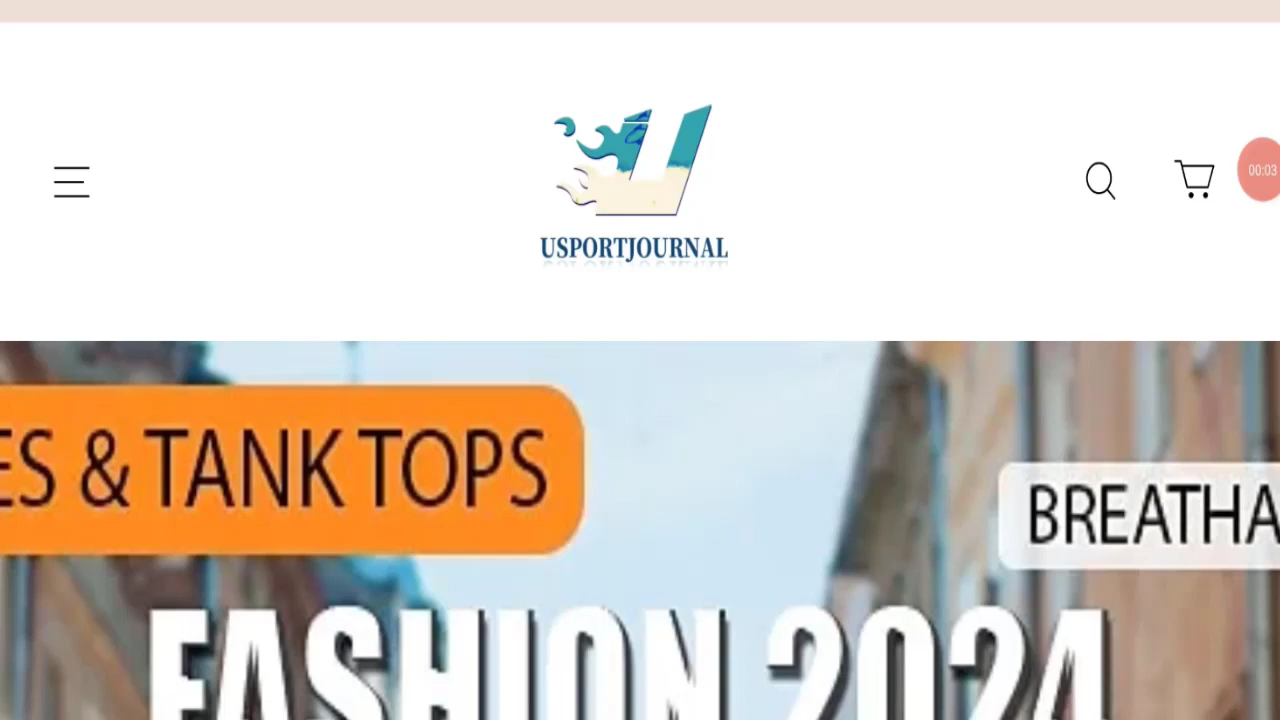 USPORTJOURNAL
00:03
ES & TANK TOPS
BREATHA
FASHION 2024